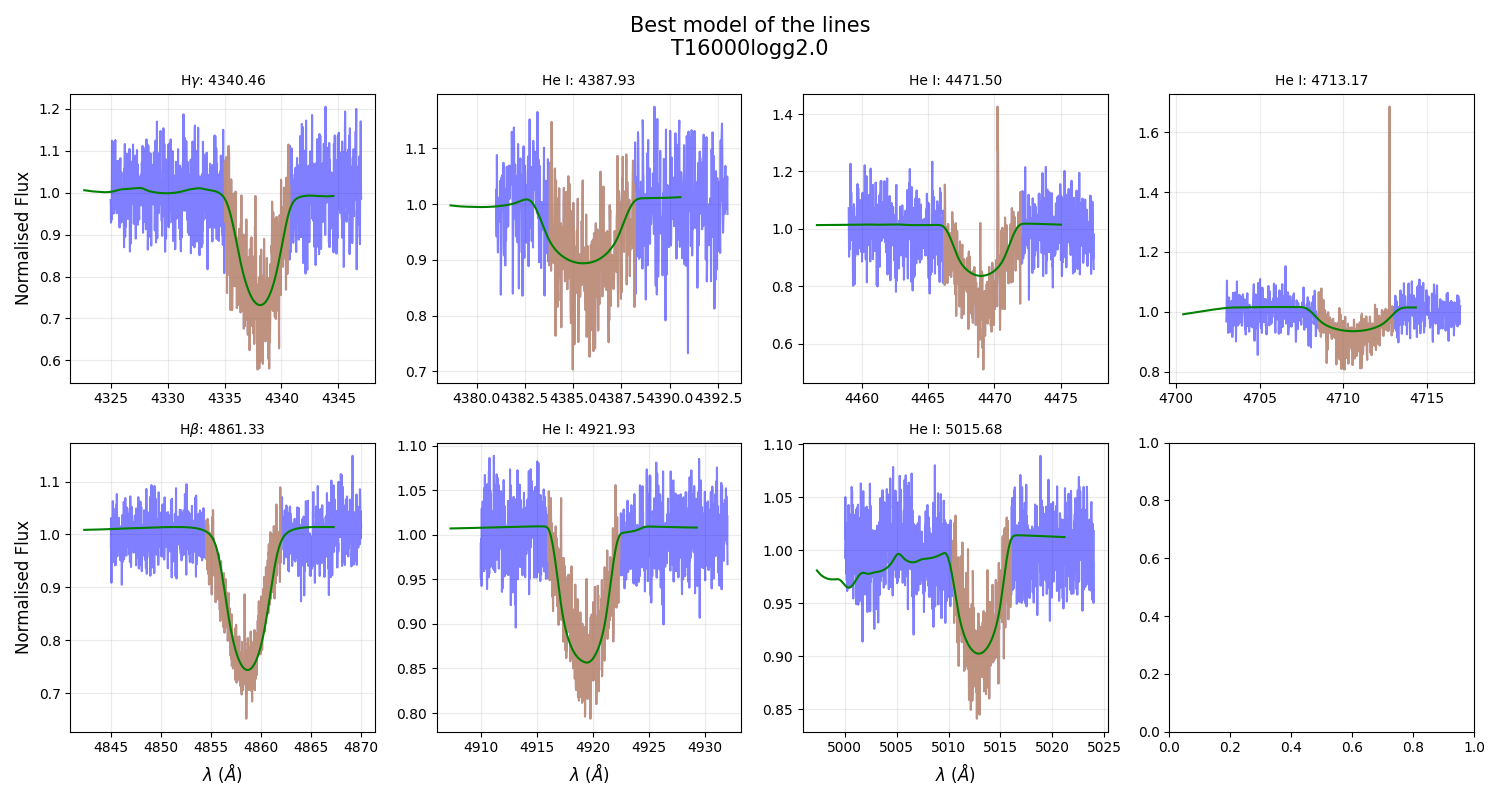 Best model of the lines
T16000logg2.0
Hγ: 4340.46
He I: 4387.93
He I: 4471.50
He I: 4713.17
Normalised Flux
1.2
1.1
1.0
0.9
0.8
0.7
0.6
4325 4330 4335 4340 4345
1.1
1.0
0.9
0.8
0.7
4380.0 4382.5 4385.0 4387.5 4390.0 4392.5
1.4
1.2
1.0
0.8
0.6
4460 4465 4470 4475
1.6
1.4
1.2
1.0
0.8
4700 4705 4710 4715
Hβ: 4861.33
He I: 4921.93
He I: 5015.68
Normalised Flux
1.1
1.0
0.9
0.8
0.7
4845 4850 4855 4860 4865 4870
λ (Å)
1.10
1.05
1.00
0.95
0.90
0.85
0.80
4910 4915 4920 4925 4930
λ (Å)
1.10
1.05
1.00
0.95
0.90
0.85
5000 5005 5010 5015 5020 5025
λ (Å)
1.0
0.8
0.6
0.4
0.2
0.0
0.0 0.2 0.4 0.6 0.8 1.0